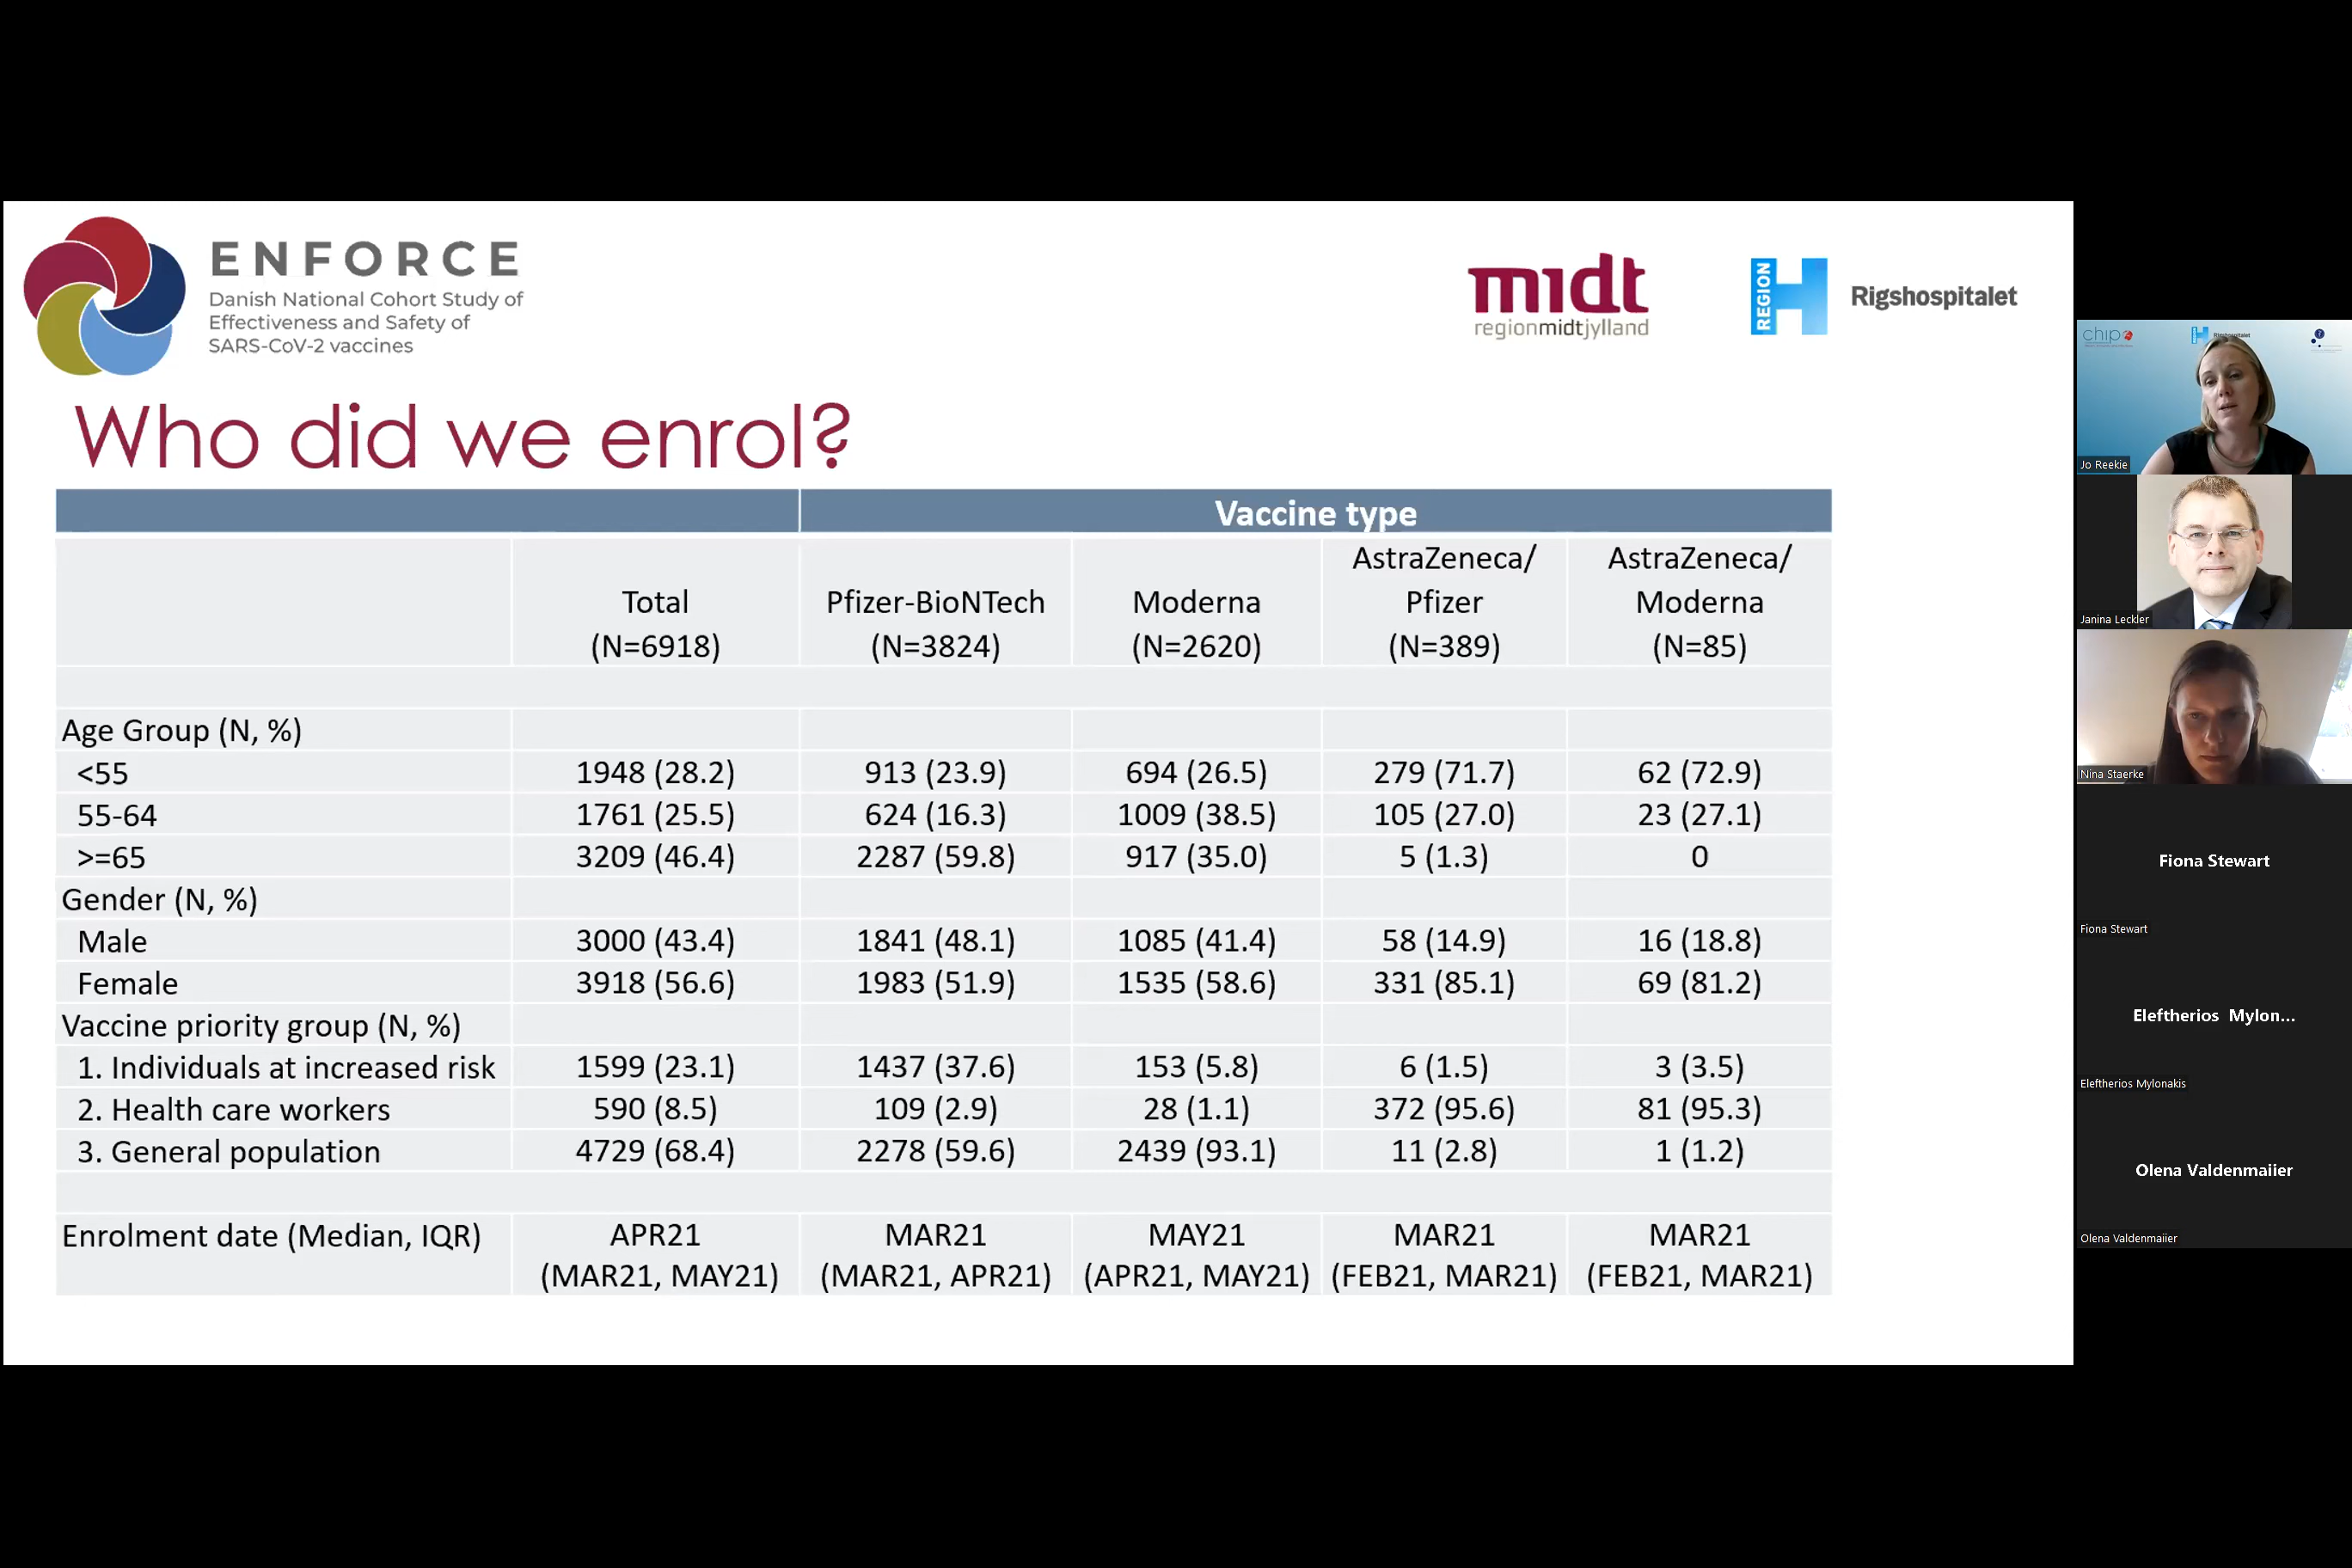 ENFORCE
Danish National Cohort Study of
Effectiveness and Safety of
SARS-CoV-2 vaccines
midt
regionmidtjylland
REGION
H
Rigshospitalet
Who did we enrol?
Vaccine type
Total
(N=6918)
Pfizer-BioNTech
(N=3824)
Moderna
(N=2620)
AstraZeneca/
Pfizer
(N=389)
AstraZeneca/
Moderna
(N=85)
Age Group (N, %)
<55 1948 (28.2) 913 (23.9) 694 (26.5) 279 (71.7) 62 (72.9)
55-64 1761 (25.5) 624 (16.3) 1009 (38.5) 105 (27.0) 23 (27.1)
>=65 3209 (46.4) 2287 (59.8) 917 (35.0) 5 (1.3) 0
Gender (N, %)
Male 3000 (43.4) 1841 (48.1) 1085 (41.4) 58 (14.9) 16 (18.8)
Female 3918 (56.6) 1983 (51.9) 1535 (58.6) 331 (85.1) 69 (81.2)
Vaccine priority group (N, %)
1. Individuals at increased risk 1599 (23.1) 1437 (37.6) 153 (5.8) 6 (1.5) 3 (3.5)
2. Health care workers 590 (8.5) 109 (2.9) 28 (1.1) 372 (95.6) 81 (95.3)
3. General population 4729 (68.4) 2278 (59.6) 2439 (93.1) 11 (2.8) 1 (1.2)
Enrolment date (Median, IQR) APR21 MAR21 MAY21 MAR21 MAR21
(MAR21, MAY21) (MAR21, APR21) (APR21, MAY21) (FEB21, MAR21) (FEB21, MAR21)
chip
H
Jo Reekie
Janina Leckler
Nina Staerke
Fiona Stewart
Fiona Stewart
Eleftherios Mylon...
Eleftherios Mylonakis
Olena Valdenmaiier
Olena Valdenmaiier